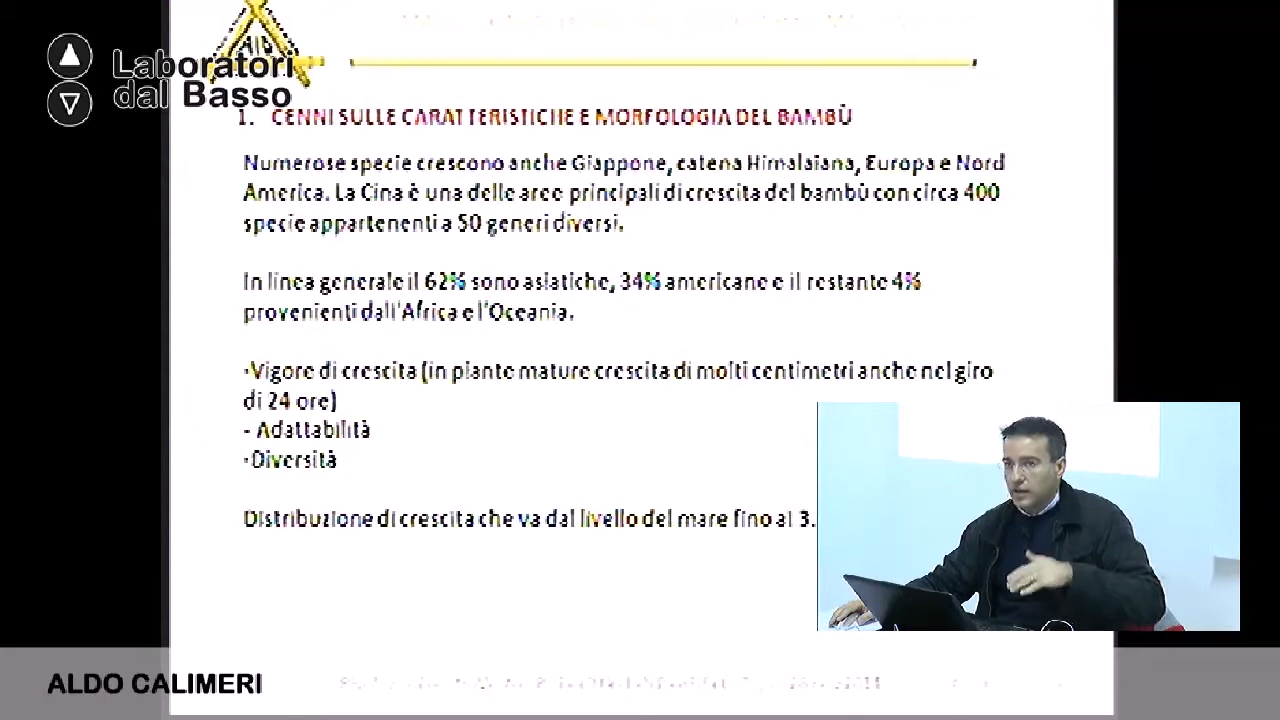 Laboratori
dal Basso
1. CENNI SULLE CARATTERISTICHE E MORFOLOGIA DEL BAMBÙ
Numerose specie crescono anche Giappone, catena Himalaiana, Europa e Nord
America. La Cina è una delle aree principali di crescita del bambù con circa 400
specie appartenenti a 50 generi diversi.
In linea generale il 62% sono asiatiche, 34% americane e il restante 4%
provenienti dall'Africa e l'Oceania.
-Vigore di crescita (in piante mature crescita di molti centimetri anche nel giro
di 24 ore)
- Adattabilità
-Diversità
Distribuzione di crescita che va dal livello del mare fino ai 3.
ALDO CALIMERI